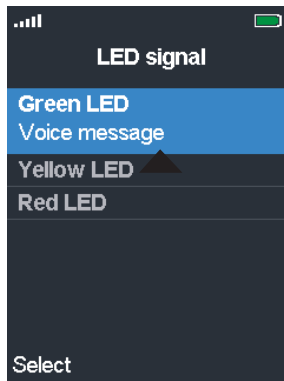 LED signal
Green LED
Voice message
Yellow LED
Red LED
Select